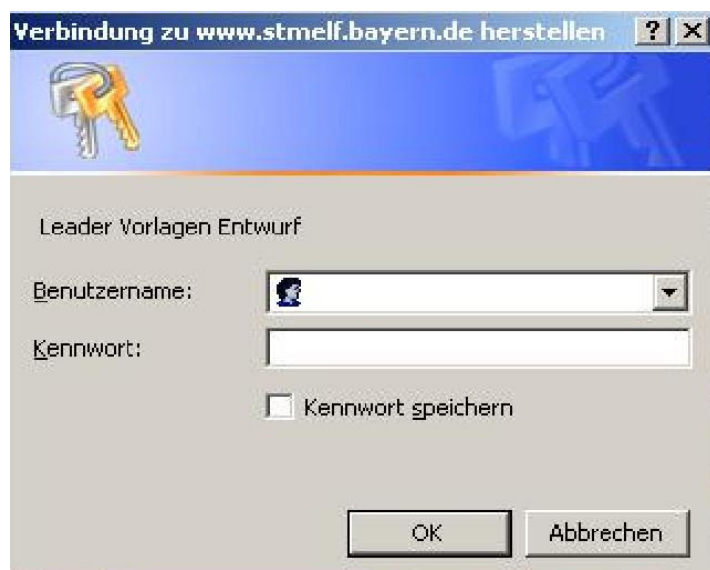 Verbindung zu www.stmelf.bayern.de herstellen
Leader Vorlagen Entwurf
Benutzername:
Kennwort:
Kennwort speichern
OK Abbrechen